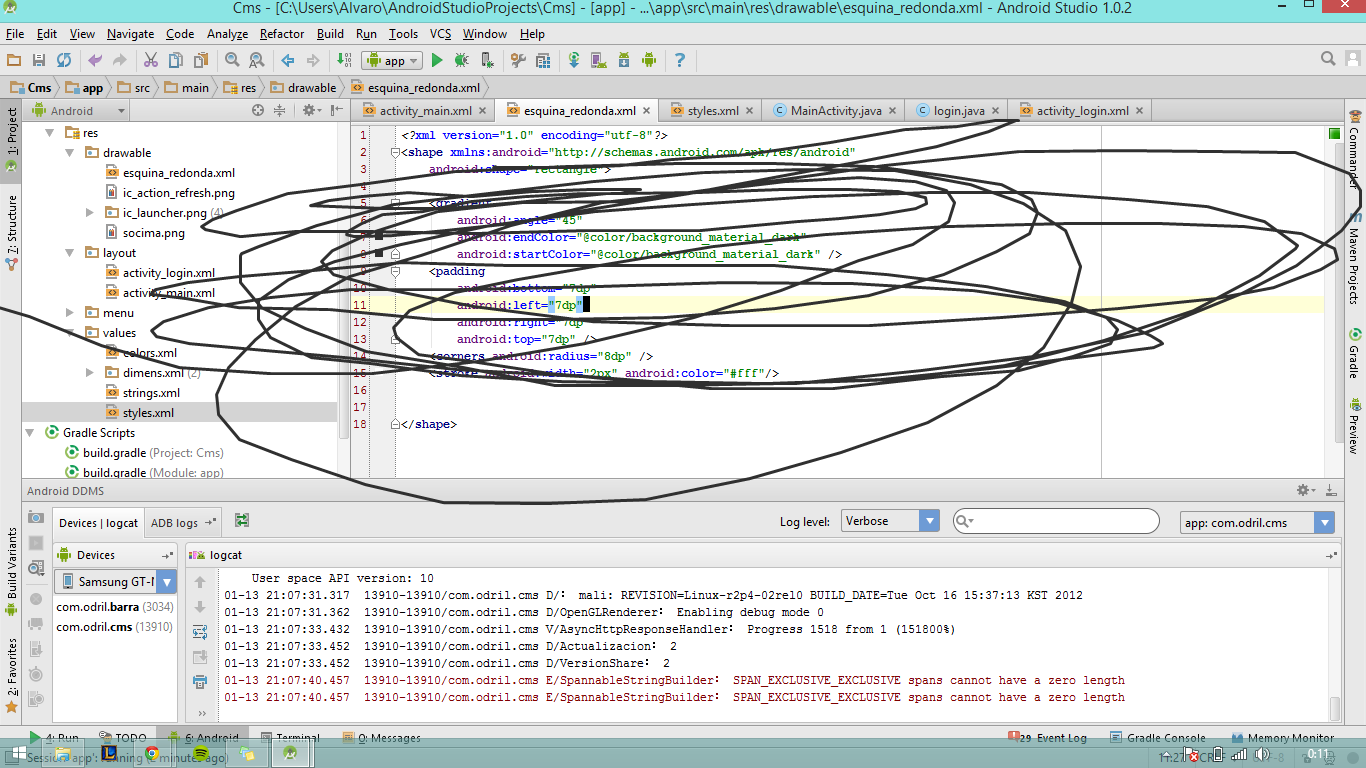 Cms - [C:\Users\Alvaro\AndroidStudioProjects\Cms] - [app] - ...\app\src\main\res\drawable\esquina_redonda.xml - Android Studio 1.0.2
File Edit View Navigate Code Analyze Refactor Build Run Tools VCS Window Help
app
Cms app src main res drawable esquina_redonda.xml
Android activity_main.xml esquina_redonda.xml styles.xml MainActivity.java login.java activity_login.xml
1: Project
7: Structure
Build Variants
2: Favorites
res
drawable
esquina_redonda.xml
ic_action_refresh.png
ic_launcher.png (4)
socima.png
layout
activity_login.xml
activity_main.xml
menu
values
colors.xml
dimens.xml (2)
strings.xml
styles.xml
Gradle Scripts
build.gradle (Project: Cms)
build.gradle (Module: app)
1 <?xml version="1.0" encoding="utf-8"?>
2 <shape xmlns:android="http://schemas.android.com/apk/res/android"
3 android:shape="rectangle">
4
5 <gradient
6 android:angle="45"
7 android:endColor="@color/background_material_dark"
8 android:startColor="@color/background_material_dark" />
9 <padding
10 android:bottom="7dp"
11 android:left="7dp"
12 android:right="7dp"
13 android:top="7dp" />
14 <corners android:radius="8dp" />
15 <stroke android:width="2px" android:color="#fff"/>
16
17
18 </shape>
Commander
m Maven Projects
Gradle
Preview
Android DDMS
Devices | logcat ADB logs Log level: Verbose app: com.odril.cms
Devices logcat
Samsung GT-
com.odril.barra (3034)
com.odril.cms (13910)
User space API version: 10
01-13 21:07:31.317 13910-13910/com.odril.cms D/: mali: REVISION=Linux-r2p4-02rel0 BUILD_DATE=Tue Oct 16 15:37:13 KST 2012
01-13 21:07:31.362 13910-13910/com.odril.cms D/OpenGLRenderer: Enabling debug mode 0
01-13 21:07:33.432 13910-13910/com.odril.cms V/AsyncHttpResponseHandler: Progress 1518 from 1 (151800%)
01-13 21:07:33.452 13910-13910/com.odril.cms D/Actualizacion: 2
01-13 21:07:33.452 13910-13910/com.odril.cms D/VersionShare: 2
01-13 21:07:40.457 13910-13910/com.odril.cms E/SpannableStringBuilder: SPAN_EXCLUSIVE_EXCLUSIVE spans cannot have a zero length
01-13 21:07:40.457 13910-13910/com.odril.cms E/SpannableStringBuilder: SPAN_EXCLUSIVE_EXCLUSIVE spans cannot have a zero length
4: Run TODO 6: Android Terminal 0: Messages 29 Event Log Gradle Console Memory Monitor
Session 'app': running (2 minutes ago) 11:27 UTF-8
0:11